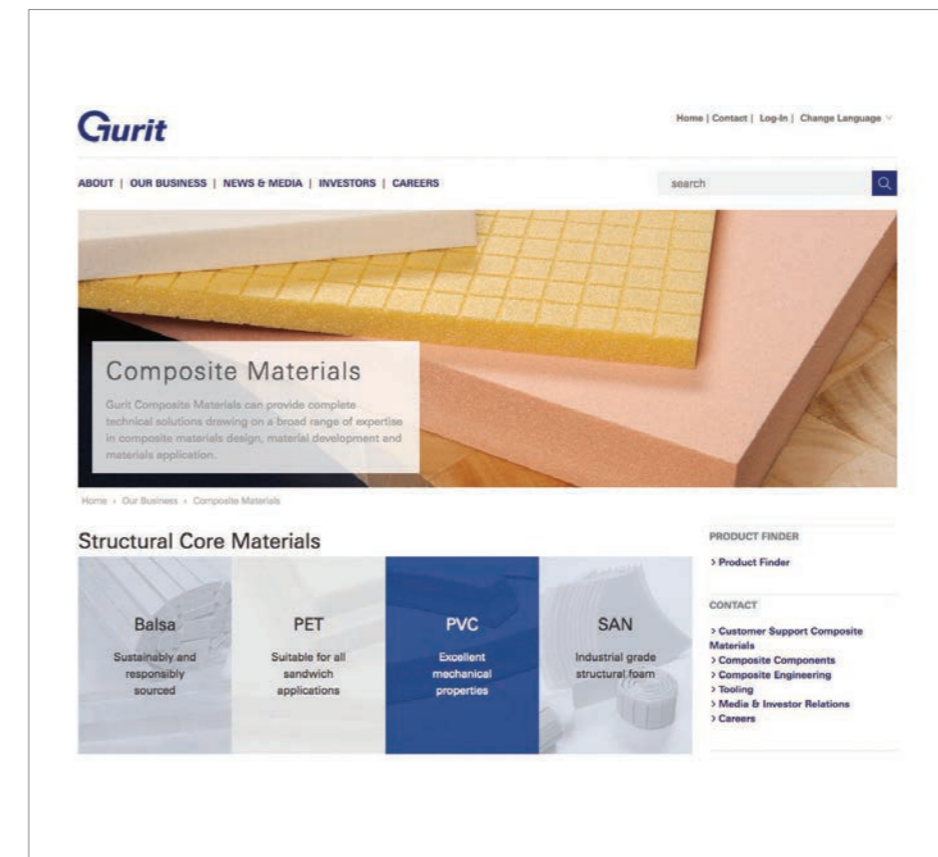 Gurit
Home | Contact | Log-In | Change Language
ABOUT | OUR BUSINESS | NEWS & MEDIA | INVESTORS | CAREERS
search
Composite Materials
Gurit Composite Materials can provide complete
technical solutions drawing on a broad range of expertise
in composite materials design, material development and
materials application.
Home › Our Business › Composite Materials
Structural Core Materials
Balsa
Sustainably and
responsibly
sourced
PET
Suitable for all
sandwich
applications
PVC
Excellent
mechanical
properties
SAN
Industrial grade
structural foam
PRODUCT FINDER
› Product Finder
CONTACT
› Customer Support Composite
Materials
› Composite Components
› Composite Engineering
› Tooling
› Media & Investor Relations
› Careers